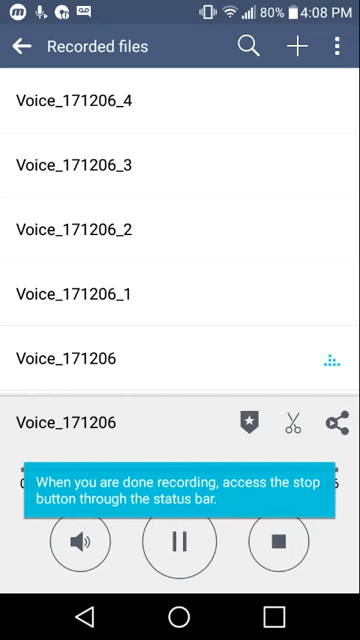 80% 4:08 PM
Recorded files
Voice_171206_4
Voice_171206_3
Voice_171206_2
Voice_171206_1
Voice_171206
Voice_171206
When you are done recording, access the stop
button through the status bar.